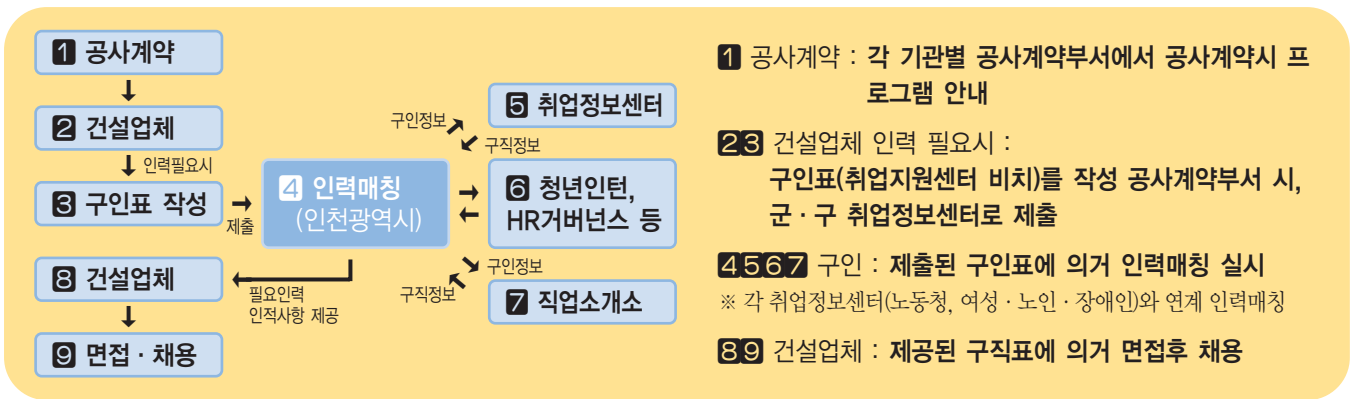 1 공사계약
2 건설업체
인력필요시
3 구인표 작성
제출
4 인력매칭
(인천광역시)
구인정보
구직정보
5 취업정보센터
6 청년인턴,
HR거버넌스 등
구인정보
구직정보
7 직업소개소
8 건설업체
필요인력
인적사항 제공
9 면접 · 채용
1 공사계약 : 각 기관별 공사계약부서에서 공사계약시 프
로그램 안내
23 건설업체 인력 필요시 :
구인표(취업지원센터 비치)를 작성 공사계약부서 시,
군 · 구 취업정보센터로 제출
4567 구인 : 제출된 구인표에 의거 인력매칭 실시
※ 각 취업정보센터(노동청, 여성 · 노인 · 장애인)와 연계 인력매칭
89 건설업체 : 제공된 구직표에 의거 면접후 채용